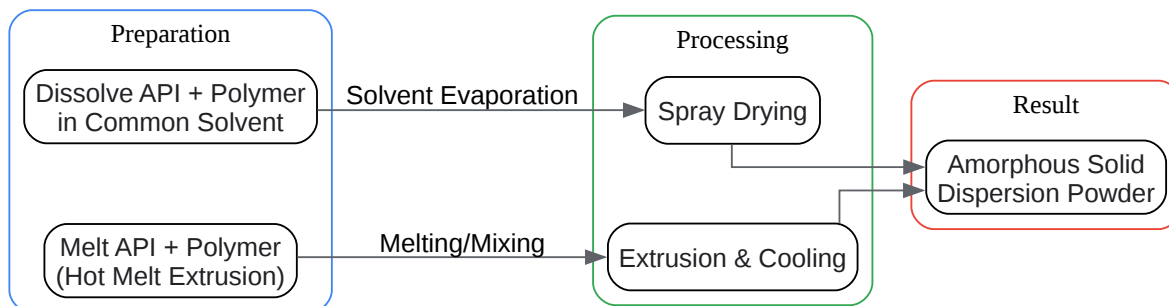 Preparation
Dissolve API + Polymer
in Common Solvent
Melt API + Polymer
(Hot Melt Extrusion)
Solvent Evaporation
Melting/Mixing
Processing
Spray Drying
Extrusion & Cooling
Result
Amorphous Solid
Dispersion Powder